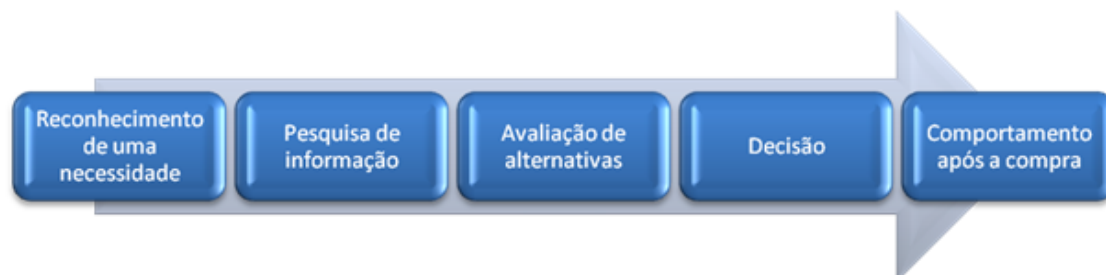 Reconhecimento
de uma
necessidade
Pesquisa de
informação
Avaliação de
alternativas
Decisão
Comportamento
após a compra